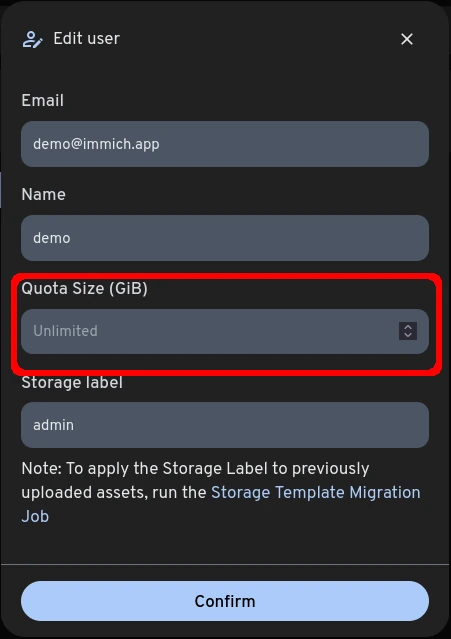 Edit user
Email
demo@immich.app
Name
demo
Quota Size (GiB)
Unlimited
Storage label
admin
Note: To apply the Storage Label to previously
uploaded assets, run the Storage Template Migration
Job
Confirm